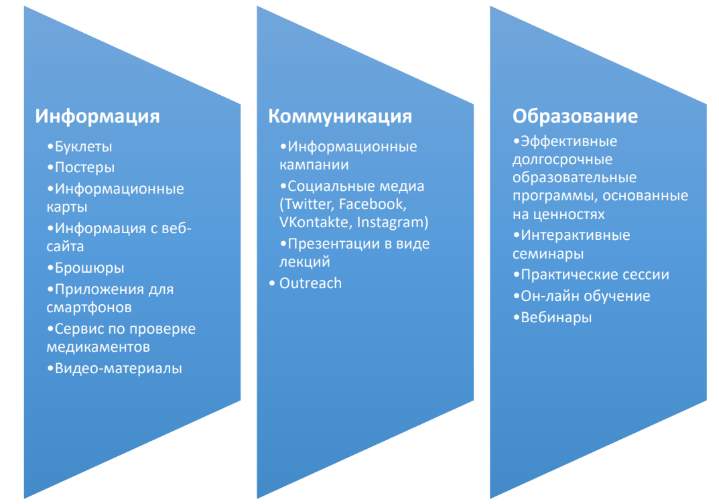 Информация
•Буклеты
•Постеры
•Информационные
карты
•Информация с веб-
сайта
•Брошюры
•Приложения для
смартфонов
•Сервис по проверке
медикаментов
•Видео-материалы
Коммуникация
•Информационные
кампании
•Социальные медиа
(Twitter, Facebook,
VKontakte, Instagram)
•Презентации в виде
лекций
• Outreach
Образование
•Эффективные
долгосрочные
образовательные
программы, основанные
на ценностях
•Интерактивные
семинары
•Практические сессии
•Он-лайн обучение
•Вебинары